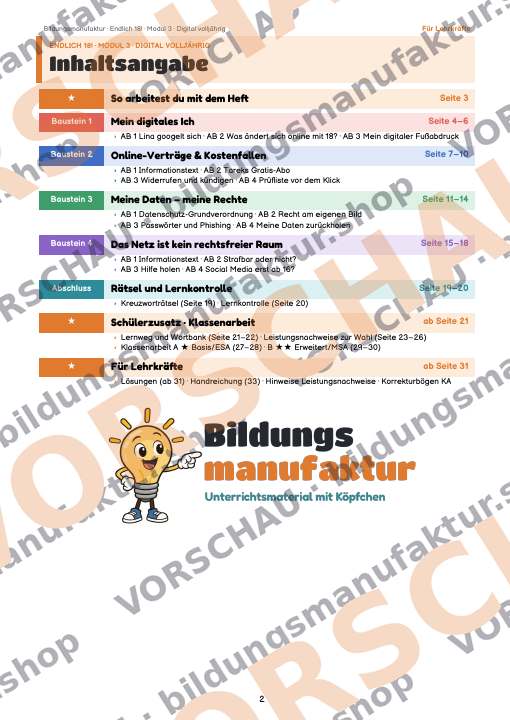 Bildungsmanufaktur · Endlich 18! · Modul 3 · Digital volljährig
Für Lehrkräfte
ENDLICH 18! · MODUL 3 · DIGITAL VOLLJÄHRIG
Inhaltsangabe
★ So arbeitest du mit dem Heft Seite 3
Baustein 1 Mein digitales Ich Seite 4–6
› AB 1 Lina googelt sich · AB 2 Was ändert sich online mit 18? · AB 3 Mein digitaler Fußabdruck
Baustein 2 Online-Verträge & Kostenfallen Seite 7–10
› AB 1 Informationstext · AB 2 Tareks Gratis-Abo
› AB 3 Widerrufen und kündigen · AB 4 Prüfliste vor dem Klick
Baustein 3 Meine Daten – meine Rechte Seite 11–14
› AB 1 Datenschutz-Grundverordnung · AB 2 Recht am eigenen Bild
› AB 3 Passwörter und Phishing · AB 4 Meine Daten zurückholen
Baustein 4 Das Netz ist kein rechtsfreier Raum Seite 15–18
› AB 1 Informationstext · AB 2 Strafbar oder nicht?
› AB 3 Hilfe holen · AB 4 Social Media erst ab 16?
Abschluss Rätsel und Lernkontrolle Seite 19–20
› Kreuzworträtsel (Seite 19) · Lernkontrolle (Seite 20)
★ Schülerzusatz · Klassenarbeit ab Seite 21
› Lernweg und Wortbank (Seite 21–22) · Leistungsnachweise zur Wahl (Seite 23–26)
› Klassenarbeit A ★ Basis/ESA (27–28) · B ★★ Erweitert/MSA (29–30)
★ Für Lehrkräfte ab Seite 31
› Lösungen (ab 31) · Handreichung (33) · Hinweise Leistungsnachweise · Korrekturbögen KA
Bildungs
manufaktur
Unterrichtsmaterial mit Köpfchen
VORSCHAU · bildungsmanufaktur.shop
2